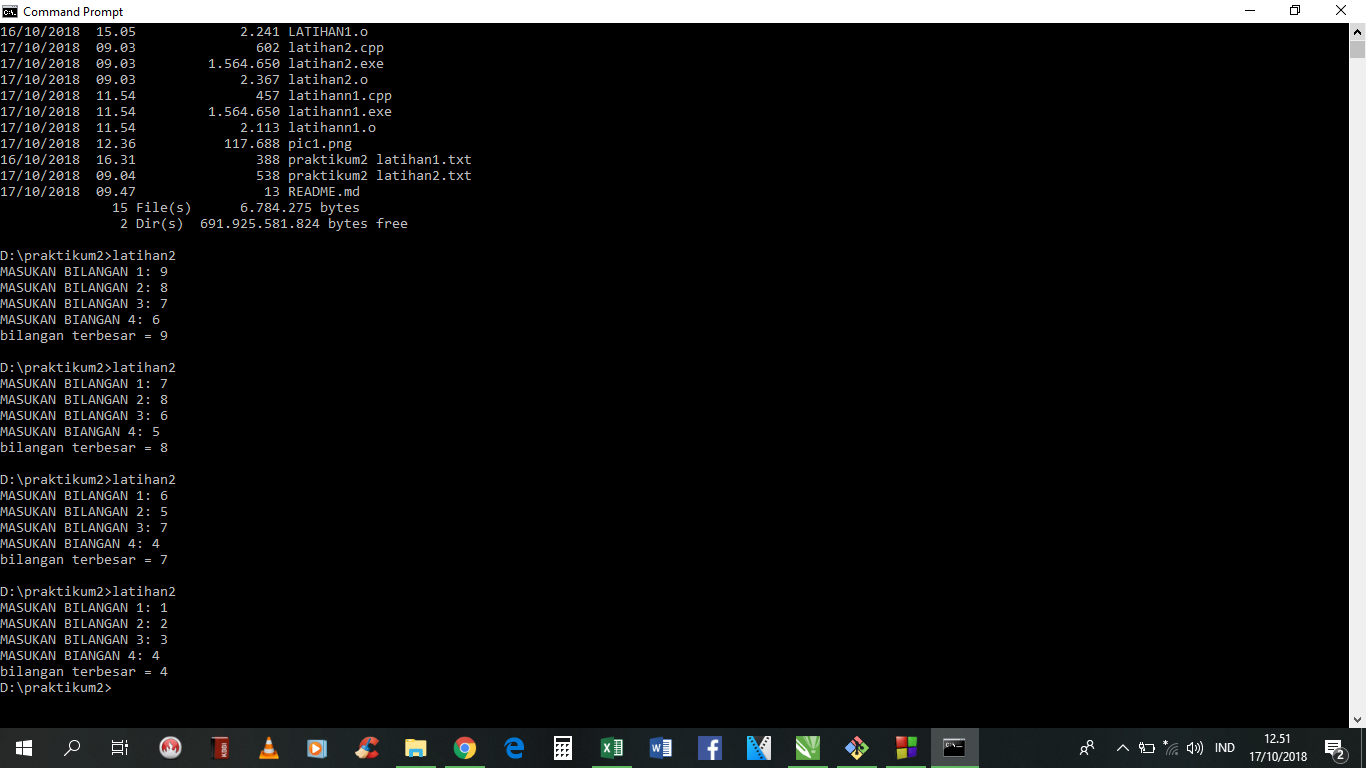 Command Prompt
16/10/2018  15.05             2.241 LATIHAN1.o
17/10/2018  09.03               602 latihan2.cpp
17/10/2018  09.03         1.564.650 latihan2.exe
17/10/2018  09.03             2.367 latihan2.o
17/10/2018  11.54               457 latihann1.cpp
17/10/2018  11.54         1.564.650 latihann1.exe
17/10/2018  11.54             2.113 latihann1.o
17/10/2018  12.36           117.688 pic1.png
16/10/2018  16.31               388 praktikum2 latihan1.txt
17/10/2018  09.04               538 praktikum2 latihan2.txt
17/10/2018  09.47                13 README.md
              15 File(s)      6.784.275 bytes
               2 Dir(s)  691.925.581.824 bytes free
D:\praktikum2>latihan2
MASUKAN BILANGAN 1: 9
MASUKAN BILANGAN 2: 8
MASUKAN BILANGAN 3: 7
MASUKAN BIANGAN 4: 6
bilangan terbesar = 9
D:\praktikum2>latihan2
MASUKAN BILANGAN 1: 7
MASUKAN BILANGAN 2: 8
MASUKAN BILANGAN 3: 6
MASUKAN BIANGAN 4: 5
bilangan terbesar = 8
D:\praktikum2>latihan2
MASUKAN BILANGAN 1: 6
MASUKAN BILANGAN 2: 5
MASUKAN BILANGAN 3: 7
MASUKAN BIANGAN 4: 4
bilangan terbesar = 7
D:\praktikum2>latihan2
MASUKAN BILANGAN 1: 1
MASUKAN BILANGAN 2: 2
MASUKAN BILANGAN 3: 3
MASUKAN BIANGAN 4: 4
bilangan terbesar = 4
D:\praktikum2>
IND
12.51
17/10/2018
2